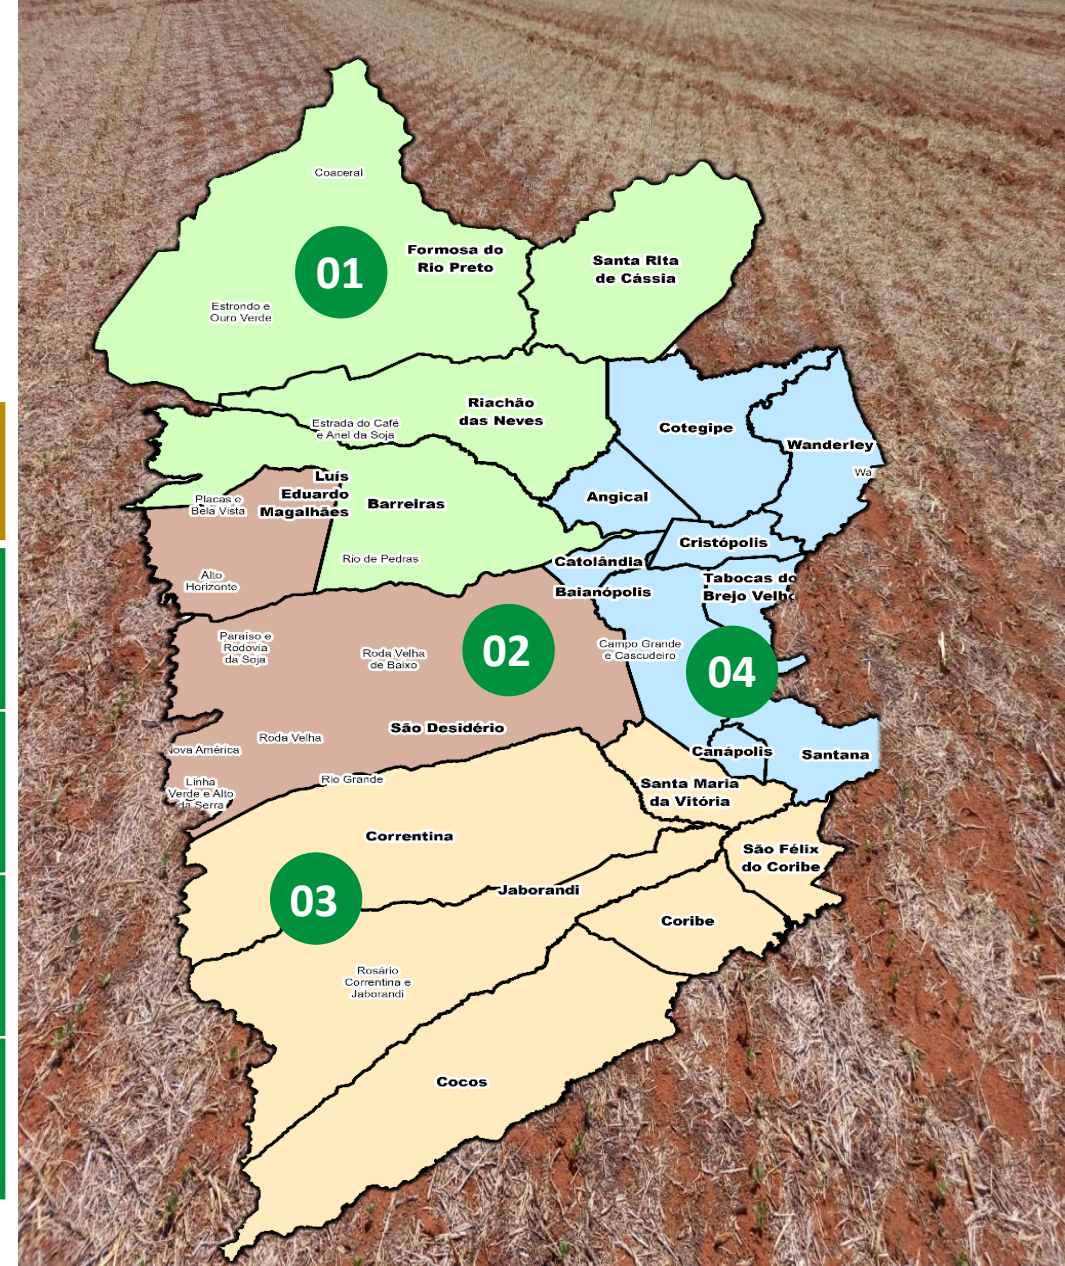 Coaceral
01
Formosa do
Rio Preto
Santa Rita
de Cássia
Estrondo e
Ouro Verde
Riachão
das Neves
Estrada do Café
e Anel da Soja
Cotegipe
Wanderley
Wa
Luís
Eduardo
Magalhães
Barreiras
Angical
Placas e
Bela Vista
Cristópolis
Rio de Pedras
Catolândia
Alto
Horizonte
Baianópolis
Tabocas do
Brejo Velho
Paraíso e
Rodovia
da Soja
Roda Velha
de Baixo
02
Campo Grande
e Cascudeiro
04
São Desidério
Roda Velha
Nova América
Canápolis
Santana
Rio Grande
Linha
Verde e Alto
da Serra
Santa Maria
da Vitória
Correntina
São Félix
do Coribe
03
Jaborandi
Coribe
Rosário
Correntina e
Jaborandi
Cocos